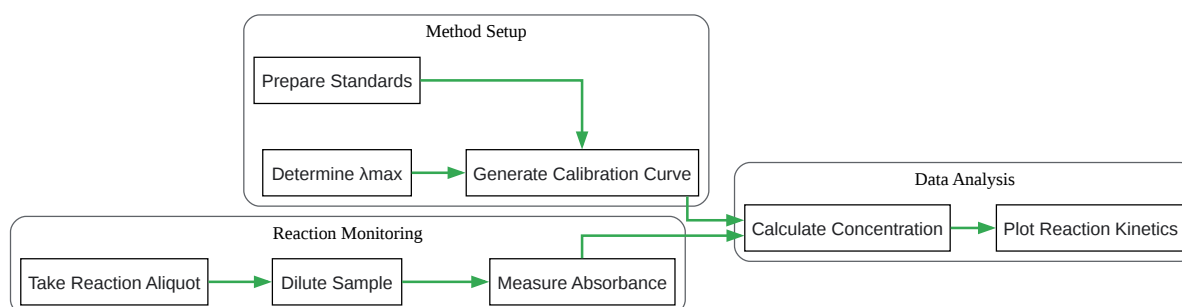 Method Setup
Prepare Standards
Determine λmax
Generate Calibration Curve
Reaction Monitoring
Take Reaction Aliquot
Dilute Sample
Measure Absorbance
Data Analysis
Calculate Concentration
Plot Reaction Kinetics